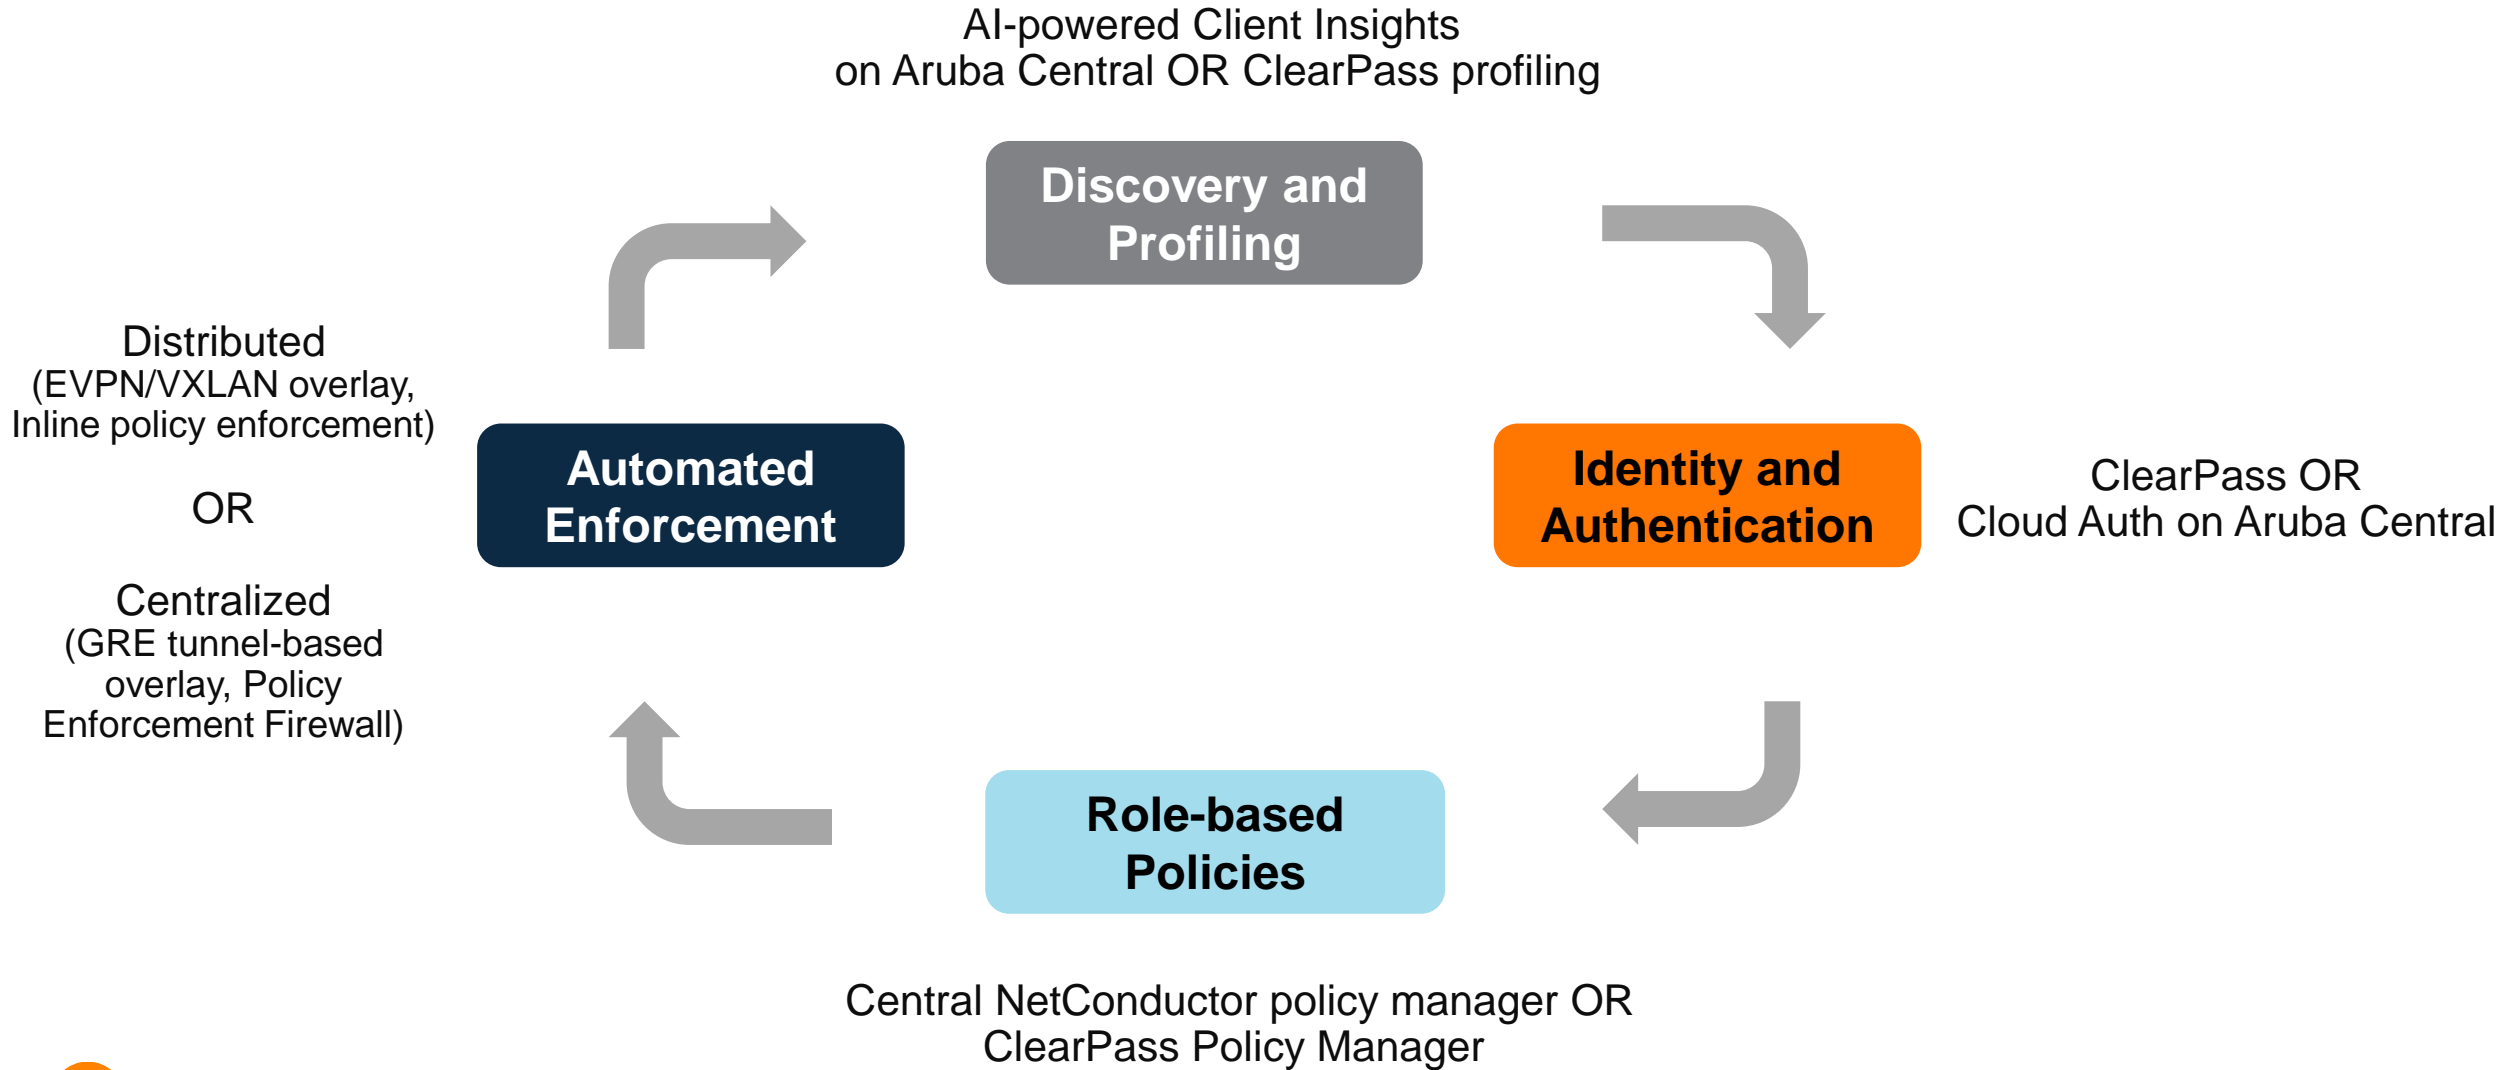 AI-powered Client Insights
on Aruba Central OR ClearPass profiling
Discovery and
Profiling
Distributed
(EVPN/VXLAN overlay,
Inline policy enforcement)
OR
Centralized
(GRE tunnel-based
overlay, Policy
Enforcement Firewall)
Automated
Enforcement
Identity and
Authentication
ClearPass OR
Cloud Auth on Aruba Central
Role-based
Policies
Central NetConductor policy manager OR
ClearPass Policy Manager